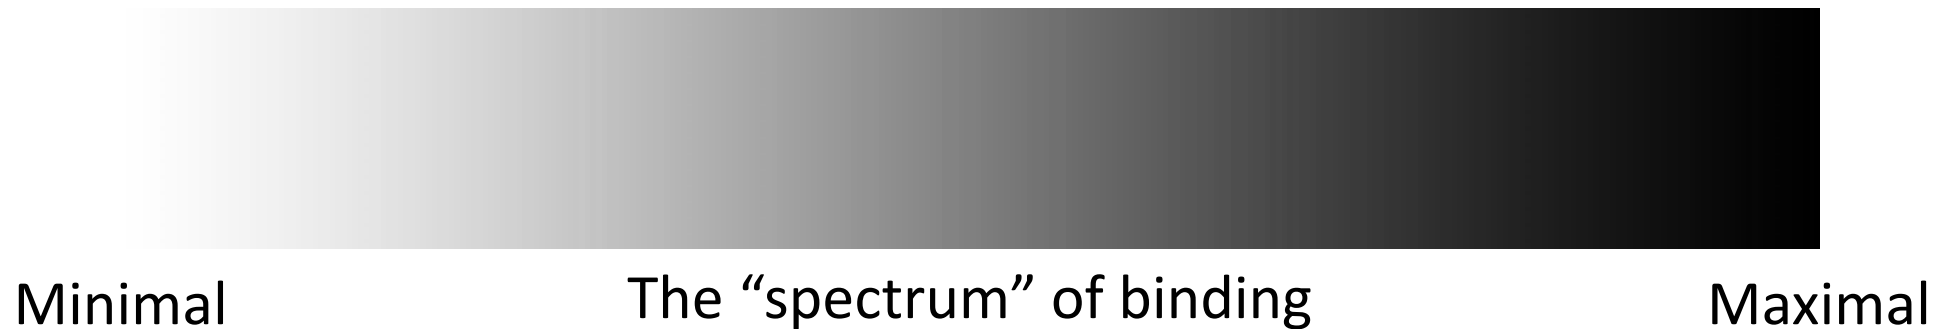 Minimal
The “spectrum” of binding
Maximal